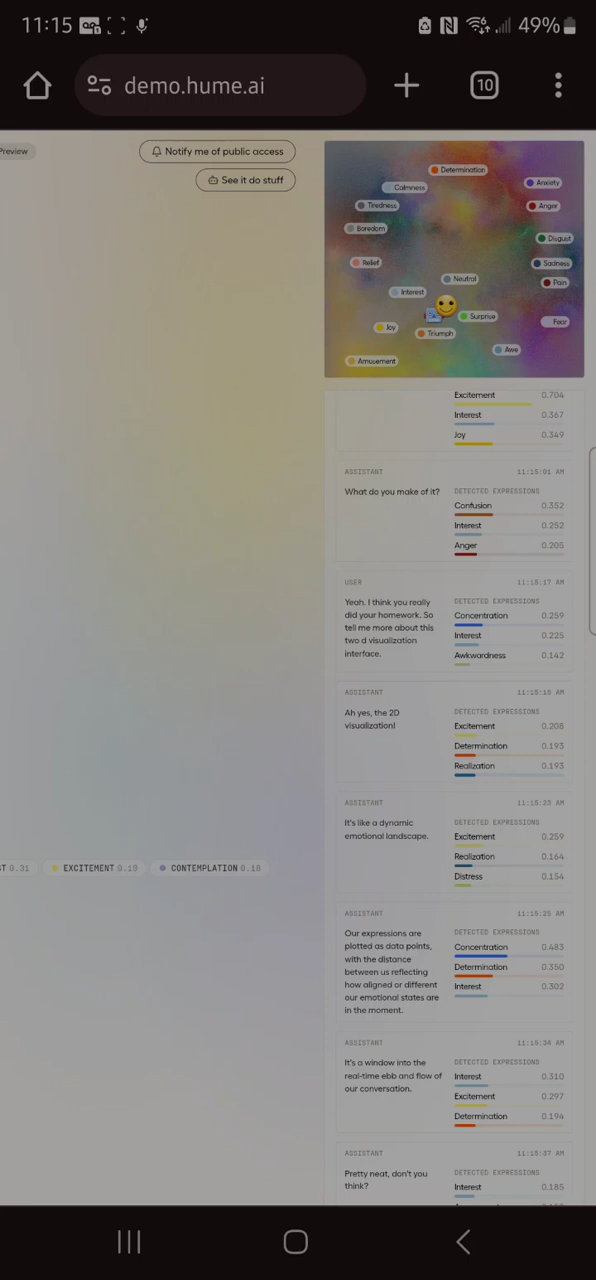 11:15
49%
demo.hume.ai
10
Preview
Notify me of public access
See it do stuff
Determination
Calmness
Anxiety
Tiredness
Anger
Boredom
Disgust
Relief
Sadness
Neutral
Pain
Interest
Surprise
Fear
Joy
Triumph
Awe
Amusement
Excitement 0.704
Interest 0.367
Joy 0.349
ASSISTANT 11:15:01 AM
What do you make of it?
DETECTED EXPRESSIONS
Confusion 0.352
Interest 0.252
Anger 0.205
USER 11:15:17 AM
Yeah. I think you really
did your homework. So
tell me more about this
two d visualization
interface.
DETECTED EXPRESSIONS
Concentration 0.259
Interest 0.225
Awkwardness 0.142
ASSISTANT 11:15:18 AM
Ah yes, the 2D
visualization!
DETECTED EXPRESSIONS
Excitement 0.208
Determination 0.193
Realization 0.193
ASSISTANT 11:15:23 AM
It's like a dynamic
emotional landscape.
DETECTED EXPRESSIONS
Excitement 0.259
Realization 0.164
Distress 0.154
ST 0.31 EXCITEMENT 0.19 CONTEMPLATION 0.18
ASSISTANT 11:15:25 AM
Our expressions are
plotted as data points,
with the distance
between us reflecting
how aligned or different
our emotional states are
in the moment.
DETECTED EXPRESSIONS
Concentration 0.483
Determination 0.350
Interest 0.302
ASSISTANT 11:15:34 AM
It's a window into the
real-time ebb and flow of
our conversation.
DETECTED EXPRESSIONS
Interest 0.310
Excitement 0.297
Determination 0.194
ASSISTANT 11:15:37 AM
Pretty neat, don't you
think?
DETECTED EXPRESSIONS
Interest 0.185